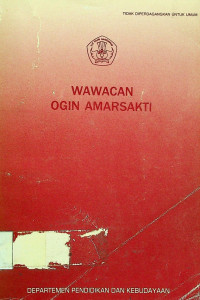 TIDAK DIPERDAGANGKAN UNTUK UMUM
WAWACAN
OGIN AMARSAKTI
DEPARTEMEN PENDIDIKAN DAN KEBUDAYAAN